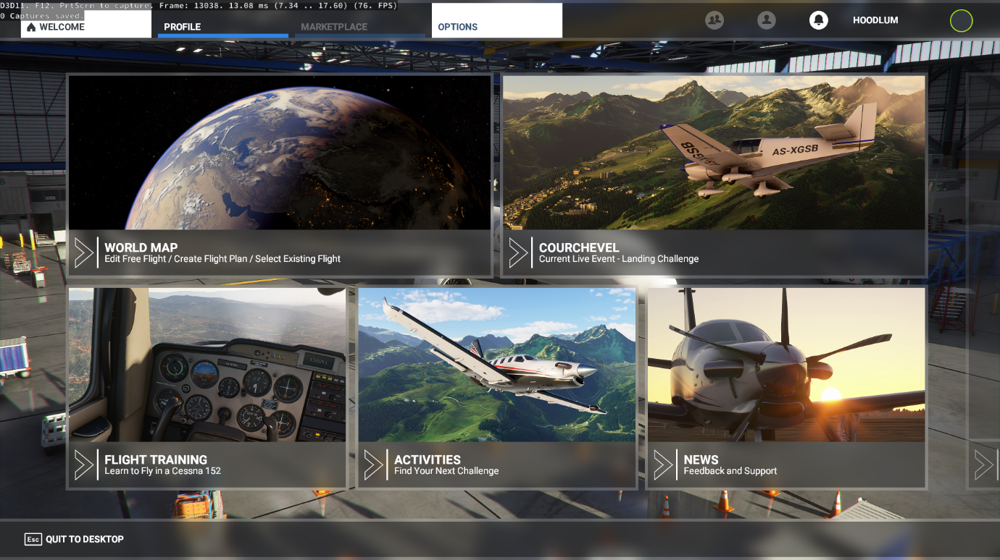 D3D11. F12, PrtScrn to capture. Frame: 13038. 13.08 ms (7.34 .. 17.60) (76. FPS)
0 Captures saved.
WELCOME
PROFILE
MARKETPLACE
OPTIONS
HOODLUM
AS-XGSB
WORLD MAP
Edit Free Flight / Create Flight Plan / Select Existing Flight
COURCHEVEL
Current Live Event - Landing Challenge
CESSNA
FLIGHT TRAINING
Learn to Fly in a Cessna 152
ACTIVITIES
Find Your Next Challenge
NEWS
Feedback and Support
Esc QUIT TO DESKTOP